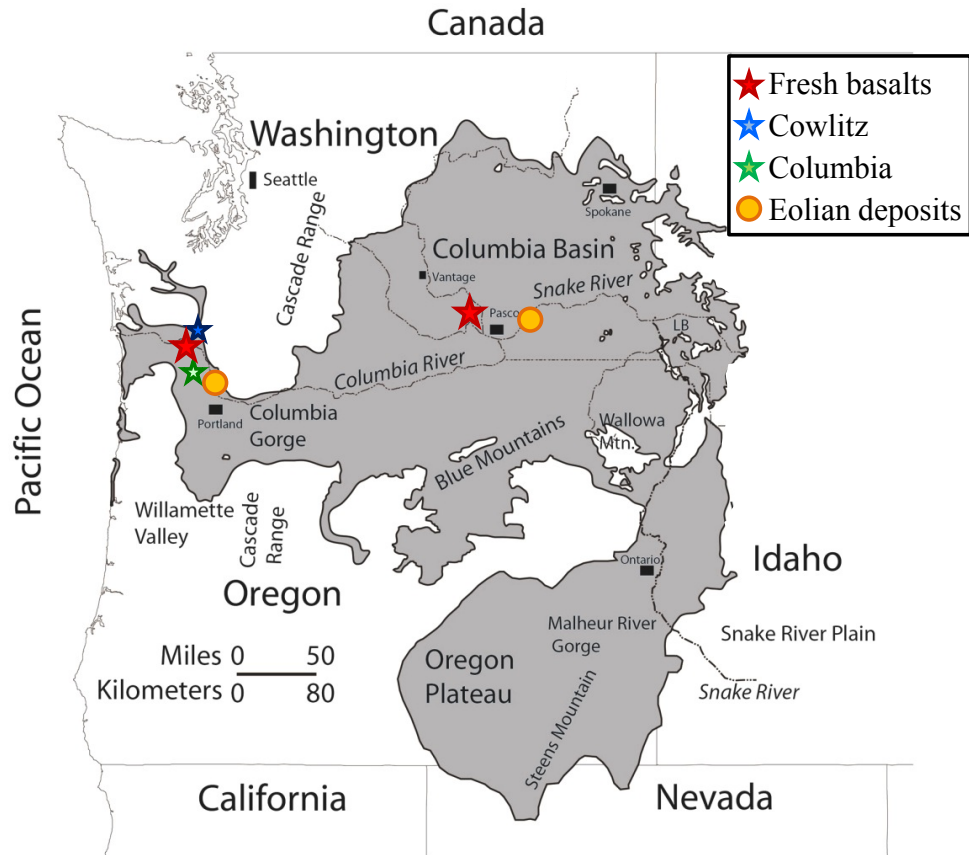 Canada
Fresh basalts
Cowlitz
Columbia
Eolian deposits
Washington
Seattle
Cascade Range
Spokane
Columbia Basin
Vantage
Snake River
Pasco
LB
Columbia River
Pacific Ocean
Portland
Columbia
Gorge
Wallowa
Mtn.
Blue Mountains
Willamette
Valley
Cascade
Range
Oregon
Ontario
Idaho
Malheur River
Gorge
Snake River Plain
Miles 0 50
Kilometers 0 80
Oregon
Plateau
Snake River
Steens Mountain
California
Nevada